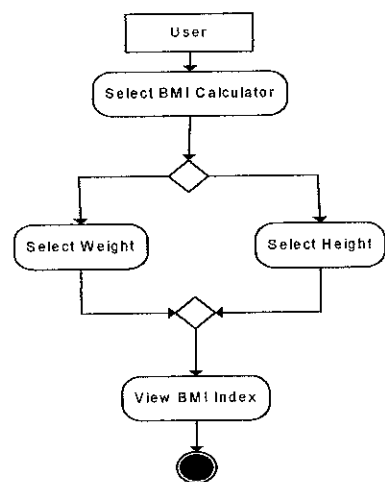 User
Select BMI Calculator
Select Weight
Select Height
View BMI Index